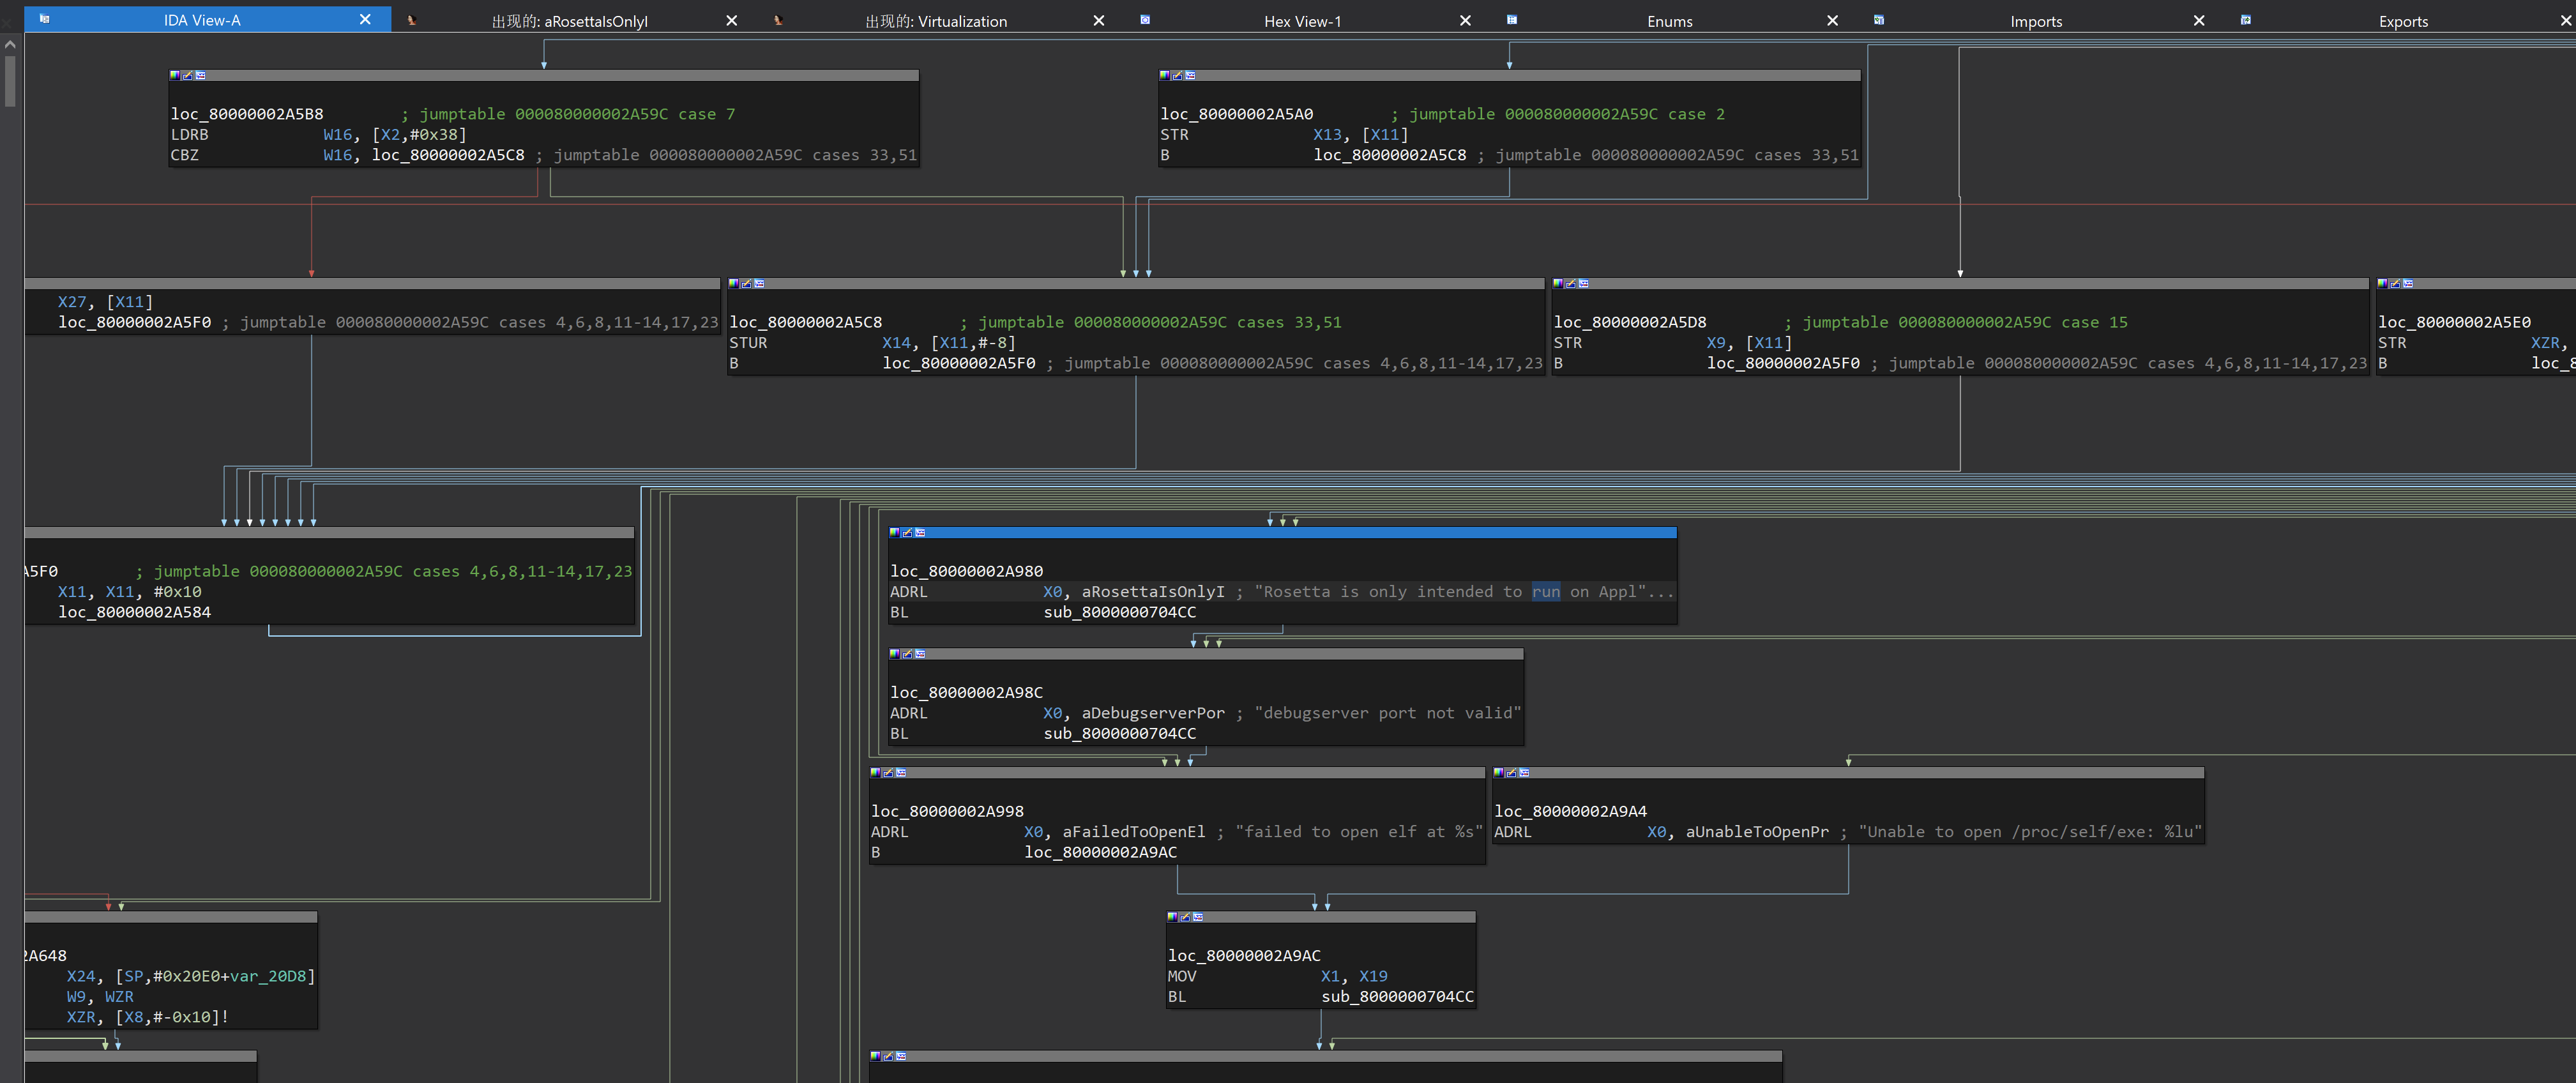 IDA View-A
出现的: aRosettaIsOnlyI
出现的: Virtualization
Hex View-1
Enums
Imports
Exports
loc_80000002A5B8 ; jumptable 000080000002A59C case 7
LDRB W16, [X2,#0x38]
CBZ W16, loc_80000002A5C8 ; jumptable 000080000002A59C cases 33,51
loc_80000002A5A0 ; jumptable 000080000002A59C case 2
STR X13, [X11]
B loc_80000002A5C8 ; jumptable 000080000002A59C cases 33,51
X27, [X11]
loc_80000002A5F0 ; jumptable 000080000002A59C cases 4,6,8,11-14,17,23
loc_80000002A5C8 ; jumptable 000080000002A59C cases 33,51
STUR X14, [X11,#-8]
B loc_80000002A5F0 ; jumptable 000080000002A59C cases 4,6,8,11-14,17,23
loc_80000002A5D8 ; jumptable 000080000002A59C case 15
STR X9, [X11]
B loc_80000002A5F0 ; jumptable 000080000002A59C cases 4,6,8,11-14,17,23
loc_80000002A5E0
STR XZR,
B loc_8
A5F0 ; jumptable 000080000002A59C cases 4,6,8,11-14,17,23
X11, X11, #0x10
loc_80000002A584
loc_80000002A980
ADRL X0, aRosettaIsOnlyI ; "Rosetta is only intended to run on Appl"...
BL sub_8000000704CC
loc_80000002A98C
ADRL X0, aDebugserverPor ; "debugserver port not valid"
BL sub_8000000704CC
loc_80000002A998
ADRL X0, aFailedToOpenEl ; "failed to open elf at %s"
B loc_80000002A9AC
loc_80000002A9A4
ADRL X0, aUnableToOpenPr ; "Unable to open /proc/self/exe: %lu"
loc_80000002A9AC
MOV X1, X19
BL sub_8000000704CC
2A648
X24, [SP,#0x20E0+var_20D8]
W9, WZR
XZR, [X8,#-0x10]!